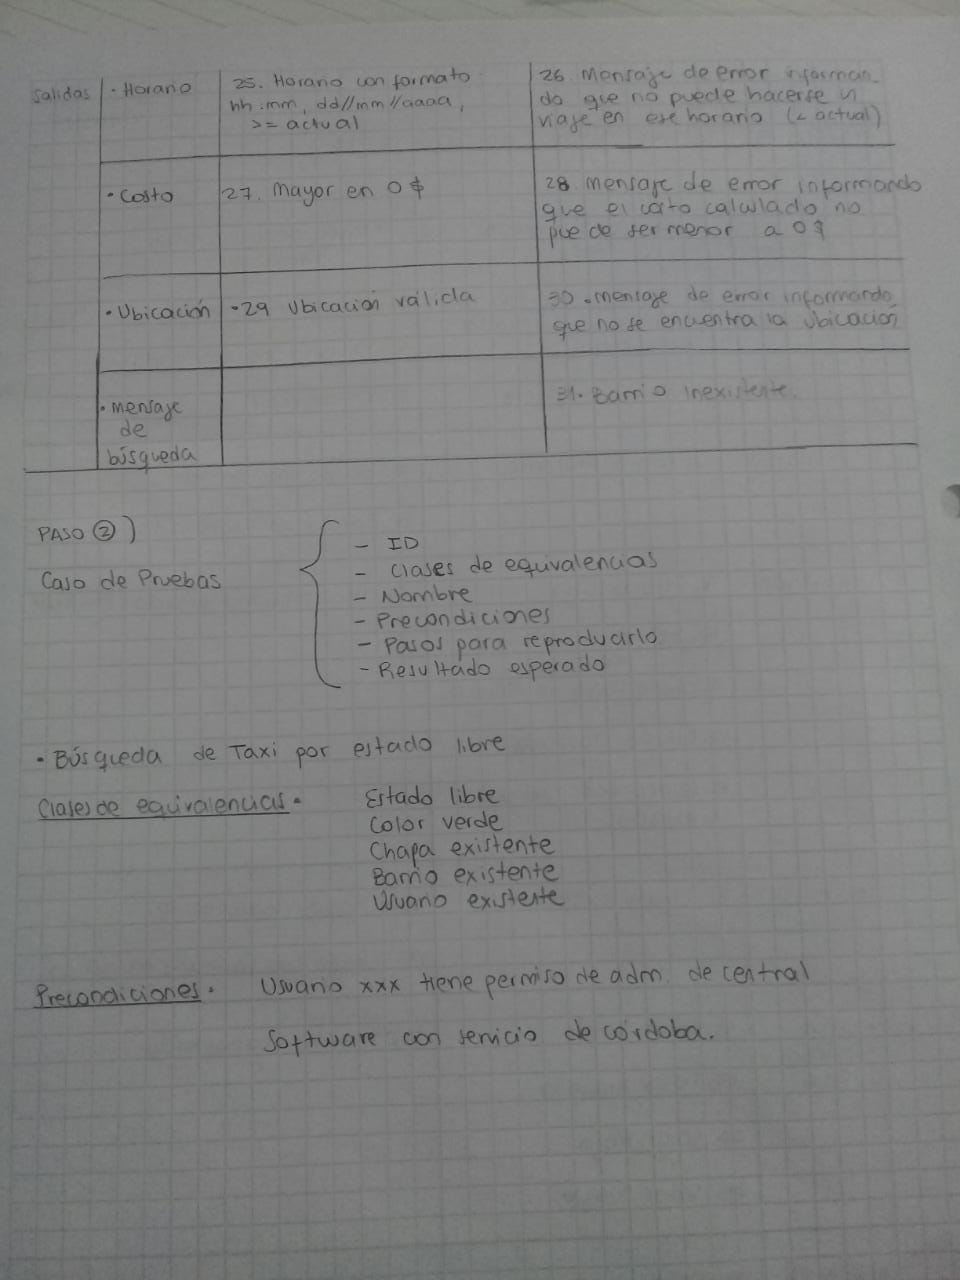 Salidas
· Horario
25. Horario con formato
hh:mm, dd//mm//aaaa,
>= actual
26. Mensaje de error informan_
do que no puede hacerse un
viaje en ese horario (< actual)
· Costo
27. Mayor en 0 $
28 mensaje de error informando
que el costo calculado no
puede ser menor a 0 $
· Ubicación
·29 Ubicación válida
30. mensaje de error informando
que no se encuentra la ubicación
· mensaje
de
búsqueda
31. Barrio inexistente.
PASO ② )
Caso de Pruebas
- ID
- Clases de equivalencias
- Nombre
- Precondiciones
- Pasos para reproducirlo
- Resultado esperado
· Búsqueda de Taxi por estado libre
Clases de equivalencias. Estado libre
Color verde
Chapa existente
Barrio existente
Usuario existente
Precondiciones. Usuario xxx tiene permiso de adm. de central
Software con servicio de córdoba.